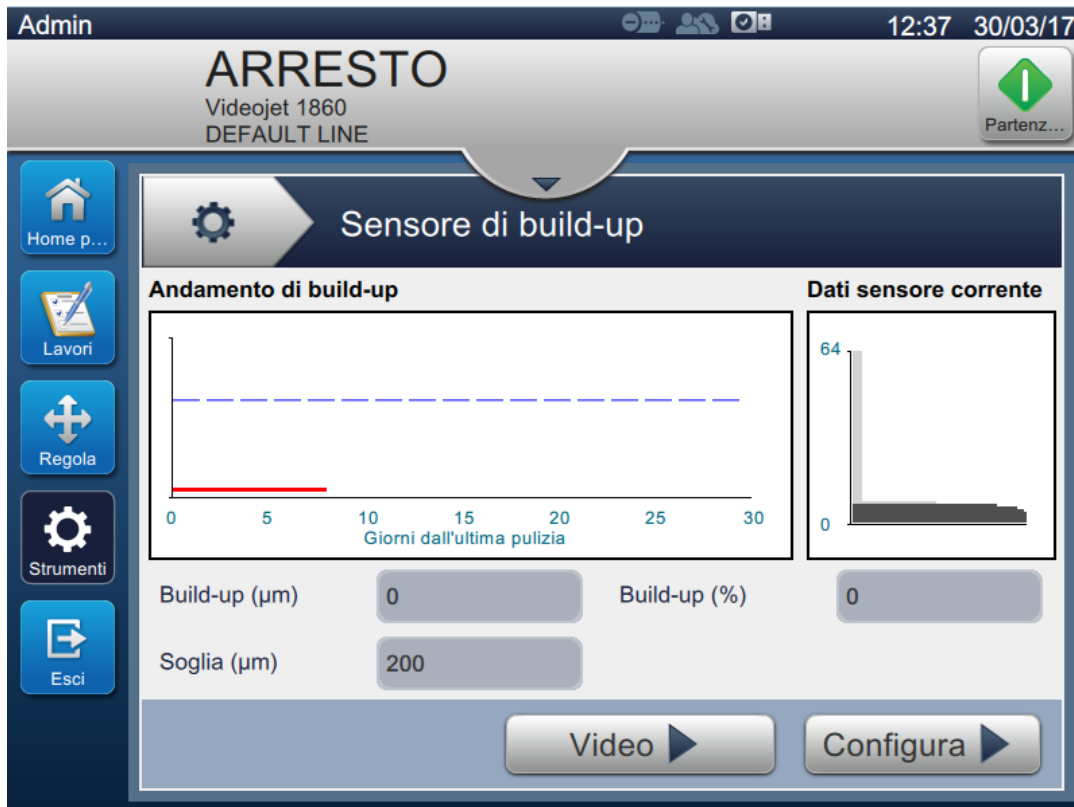 Admin
12:37 30/03/17
ARRESTO
Videojet 1860
DEFAULT LINE
Partenz...
Home p...
Lavori
Regola
Strumenti
Esci
Sensore di build-up
Andamento di build-up
0 5 10 15 20 25 30
Giorni dall'ultima pulizia
Dati sensore corrente
64
0
Build-up (µm) 0 Build-up (%) 0
Soglia (µm) 200
Video Configura